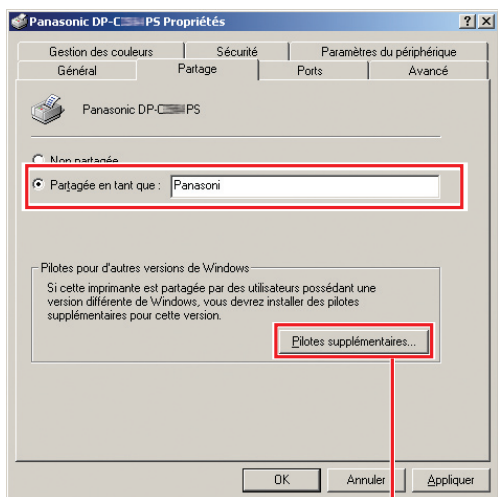 Panasonic DP-C PS Propriétés
Gestion des couleurs Sécurité Paramètres du périphérique
Général Partage Ports Avancé
Panasonic DP-C PS
Non partagée
Partagée en tant que : Panasoni
Pilotes pour d'autres versions de Windows
Si cette imprimante est partagée par des utilisateurs possédant une
version différente de Windows, vous devrez installer des pilotes
supplémentaires pour cette version.
Pilotes supplémentaires...
OK Annuler Appliquer